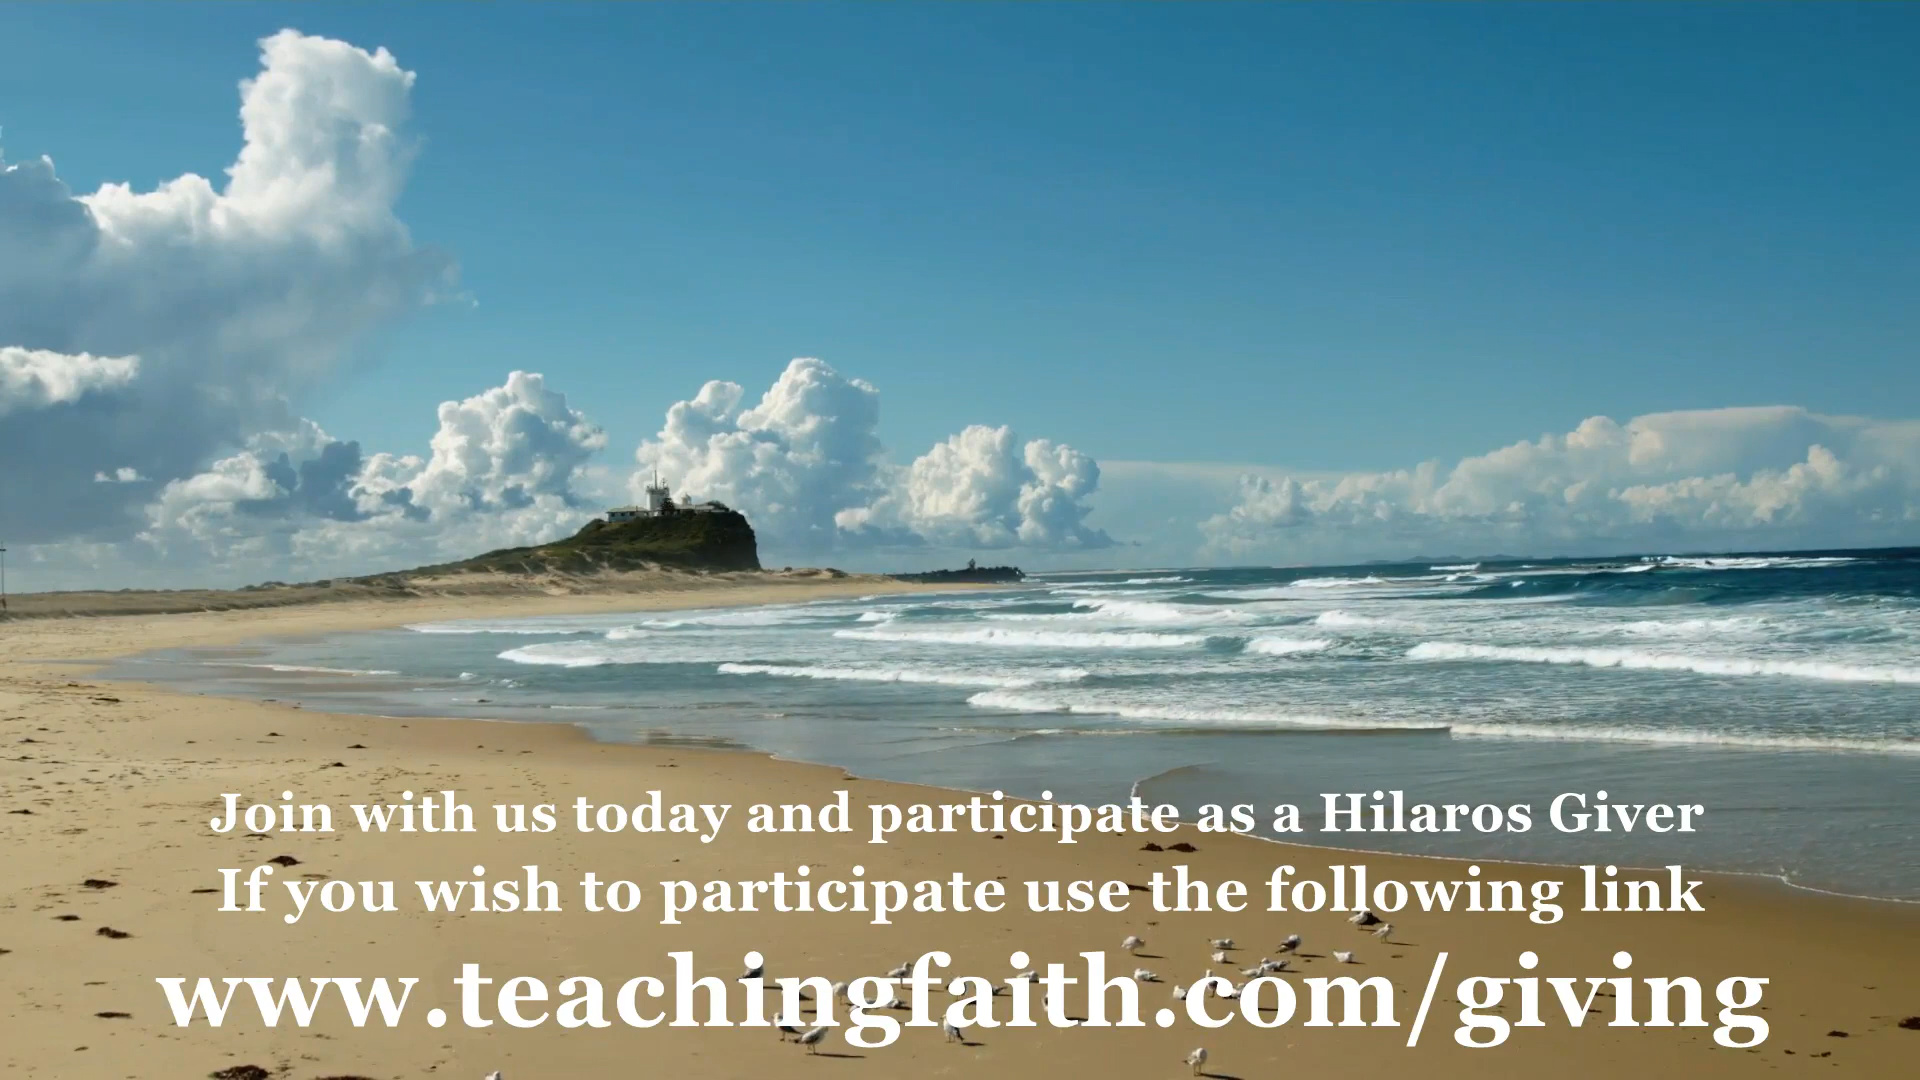 Join with us today and participate as a Hilaros Giver
If you wish to participate use the following link
www.teachingfaith.com/giving